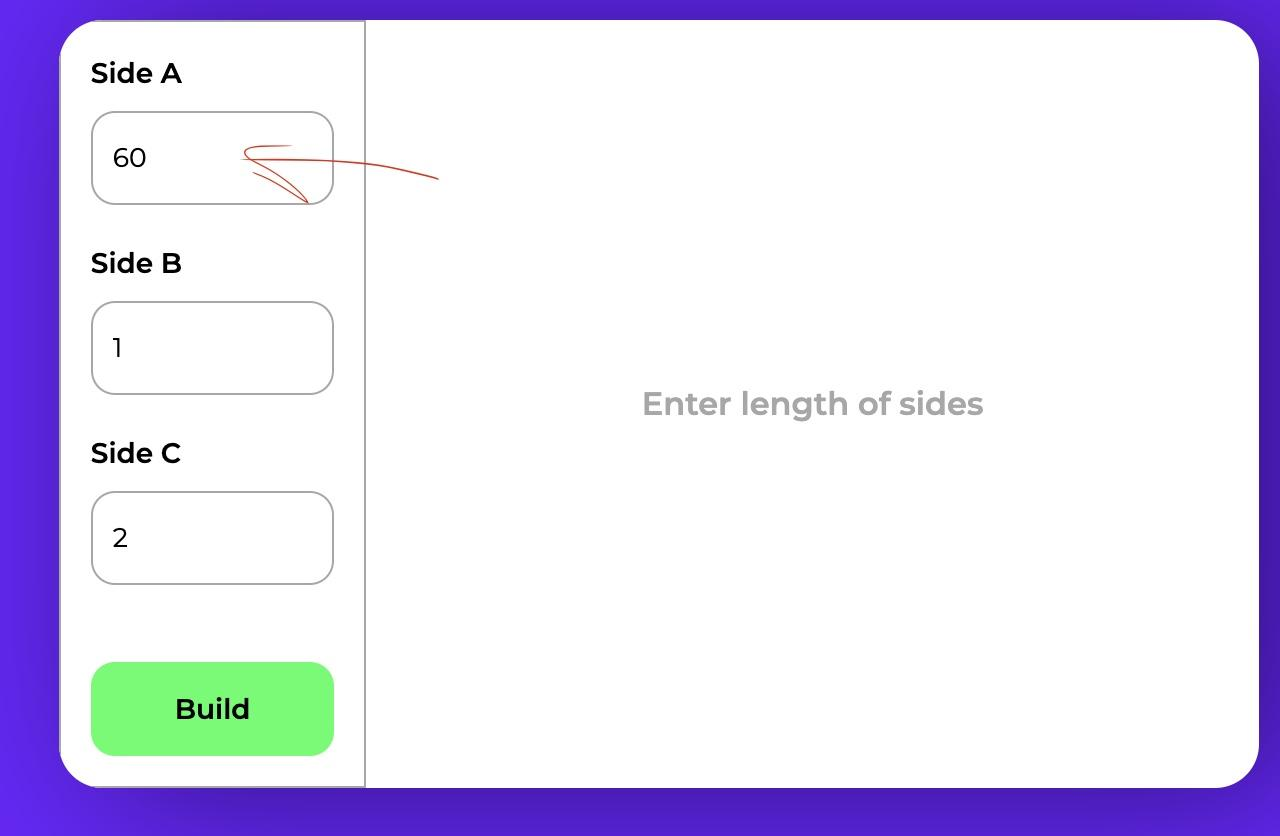 Side A
60
Side B
1
Enter length of sides
Side C
2
Build